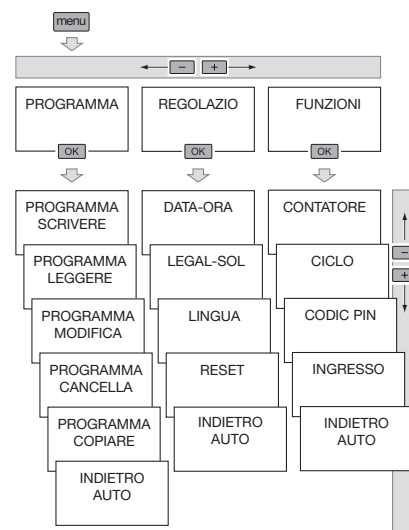 menu
− +
PROGRAMMA
REGOLAZIO
FUNZIONI
OK
OK
OK
PROGRAMMA
SCRIVERE
PROGRAMMA
LEGGERE
PROGRAMMA
MODIFICA
PROGRAMMA
CANCELLA
PROGRAMMA
COPIARE
INDIETRO
AUTO
DATA-ORA
LEGAL-SOL
LINGUA
RESET
INDIETRO
AUTO
CONTATORE
CICLO
CODIC PIN
INGRESSO
INDIETRO
AUTO
−
+